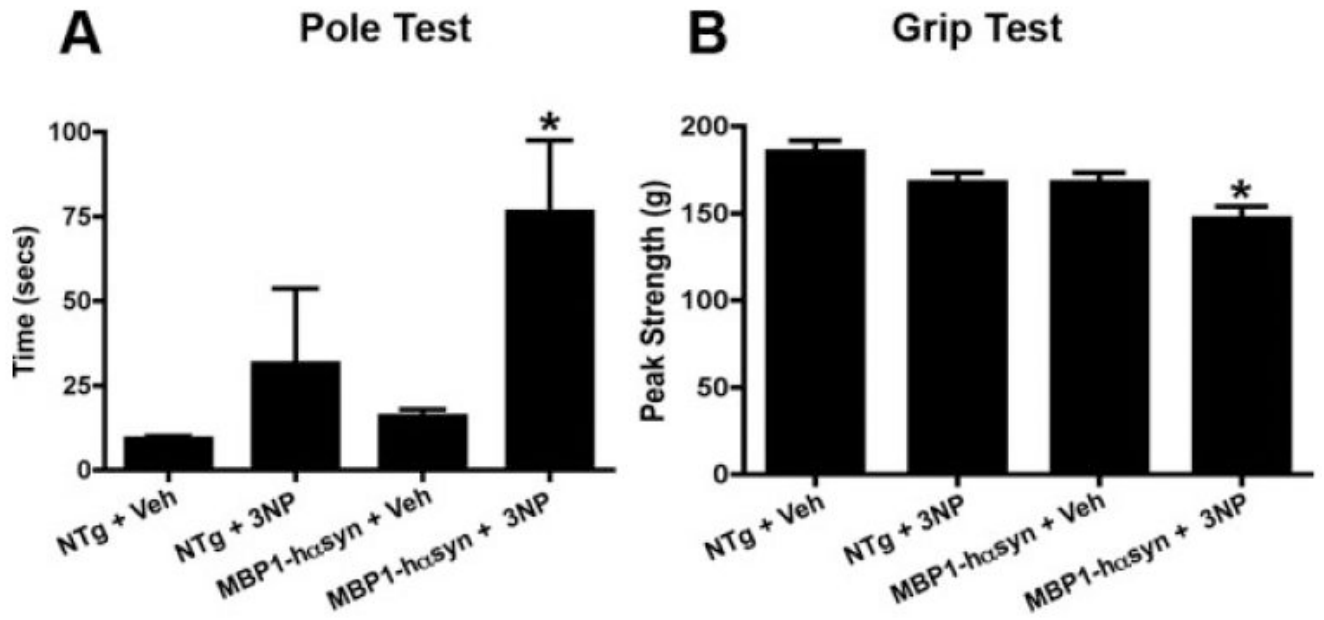 A
Pole Test
Time (secs)
100
75
50
25
0
*
NTg + Veh
NTg + 3NP
MBP1-hαsyn + Veh
MBP1-hαsyn + 3NP
B
Grip Test
Peak Strength (g)
200
150
100
50
0
*
NTg + Veh
NTg + 3NP
MBP1-hαsyn + Veh
MBP1-hαsyn + 3NP